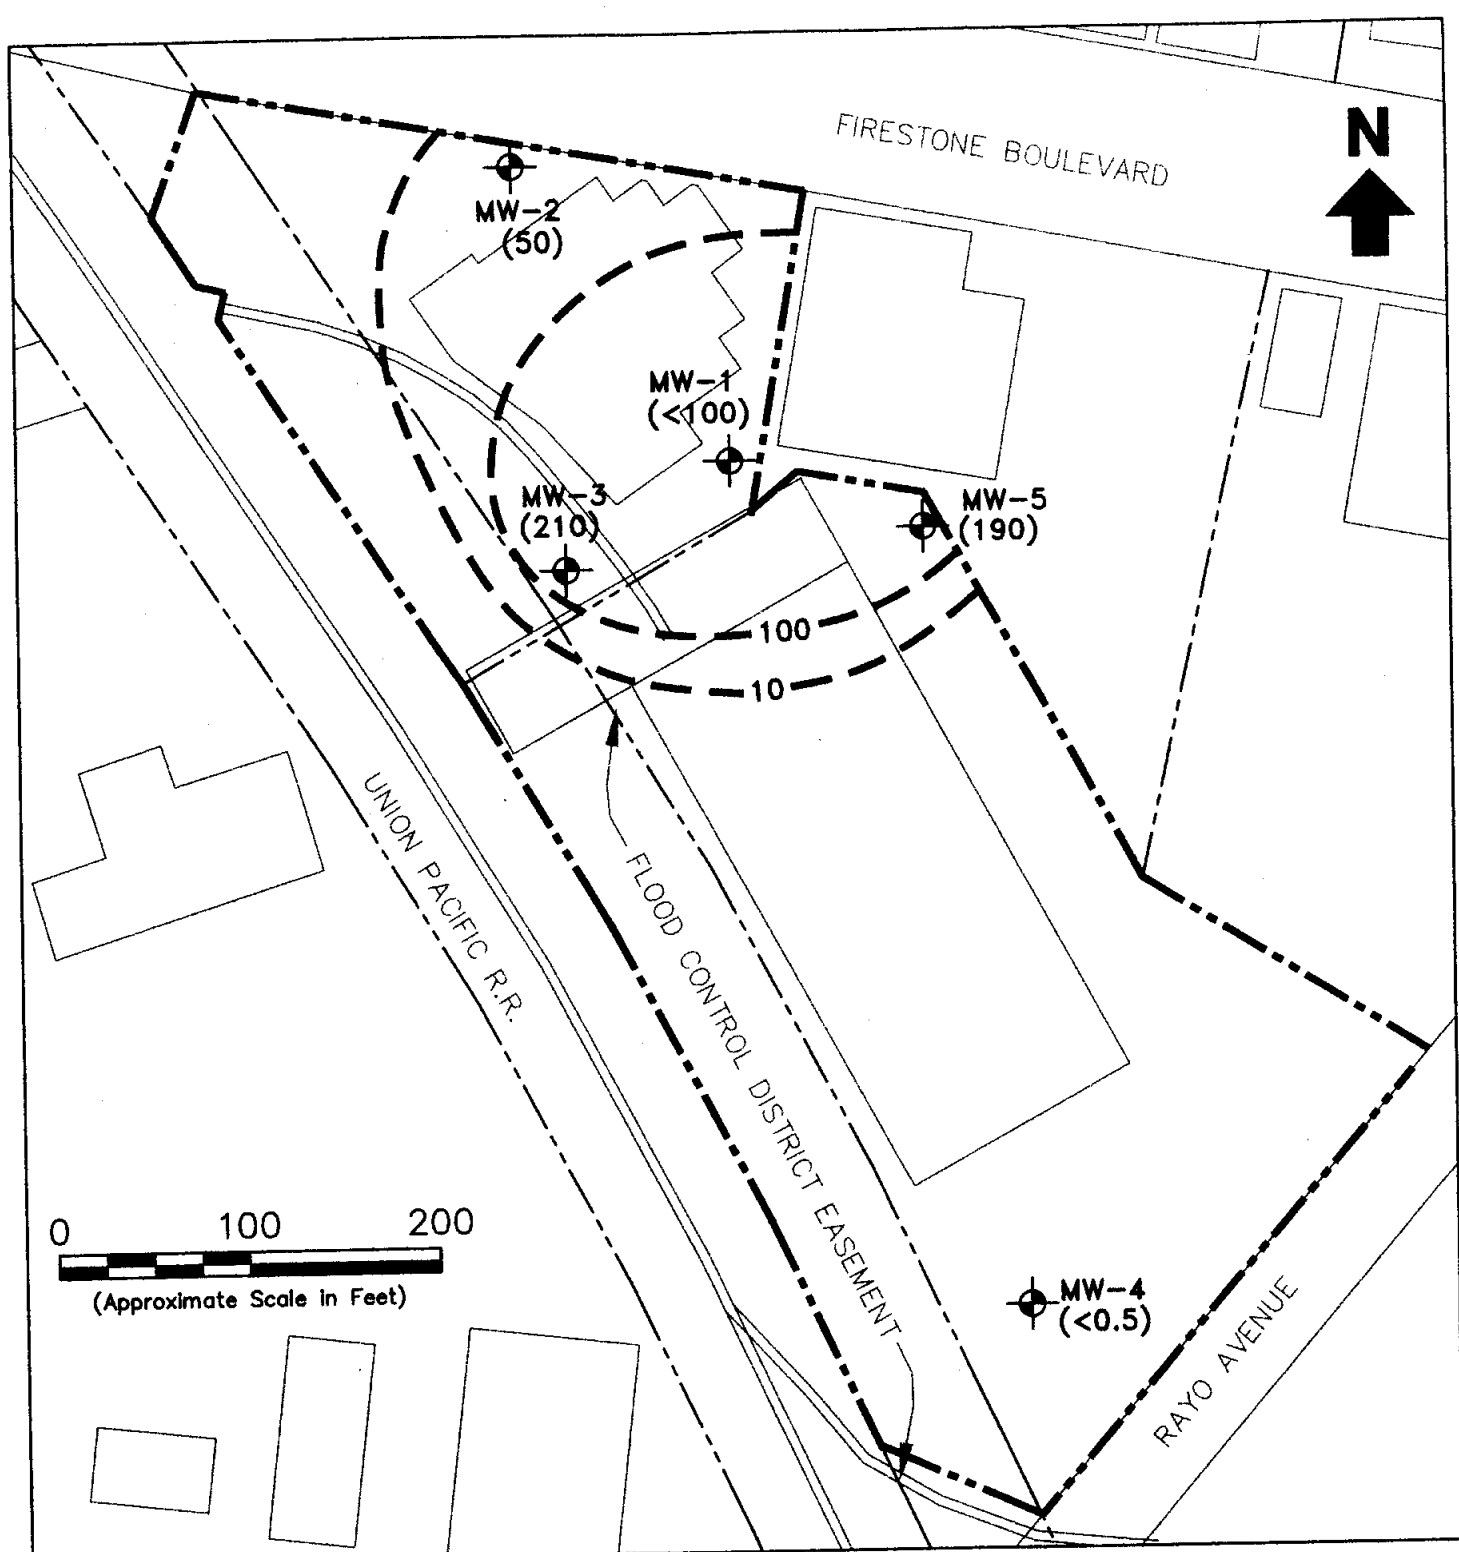 FIRESTONE BOULEVARD
N
MW-2
(50)
MW-1
(<100)
MW-3
(210)
MW-5
(190)
100
10
UNION PACIFIC R.R.
FLOOD CONTROL DISTRICT EASEMENT
0 100 200
(Approximate Scale in Feet)
MW-4
(<0.5)
RAYO AVENUE